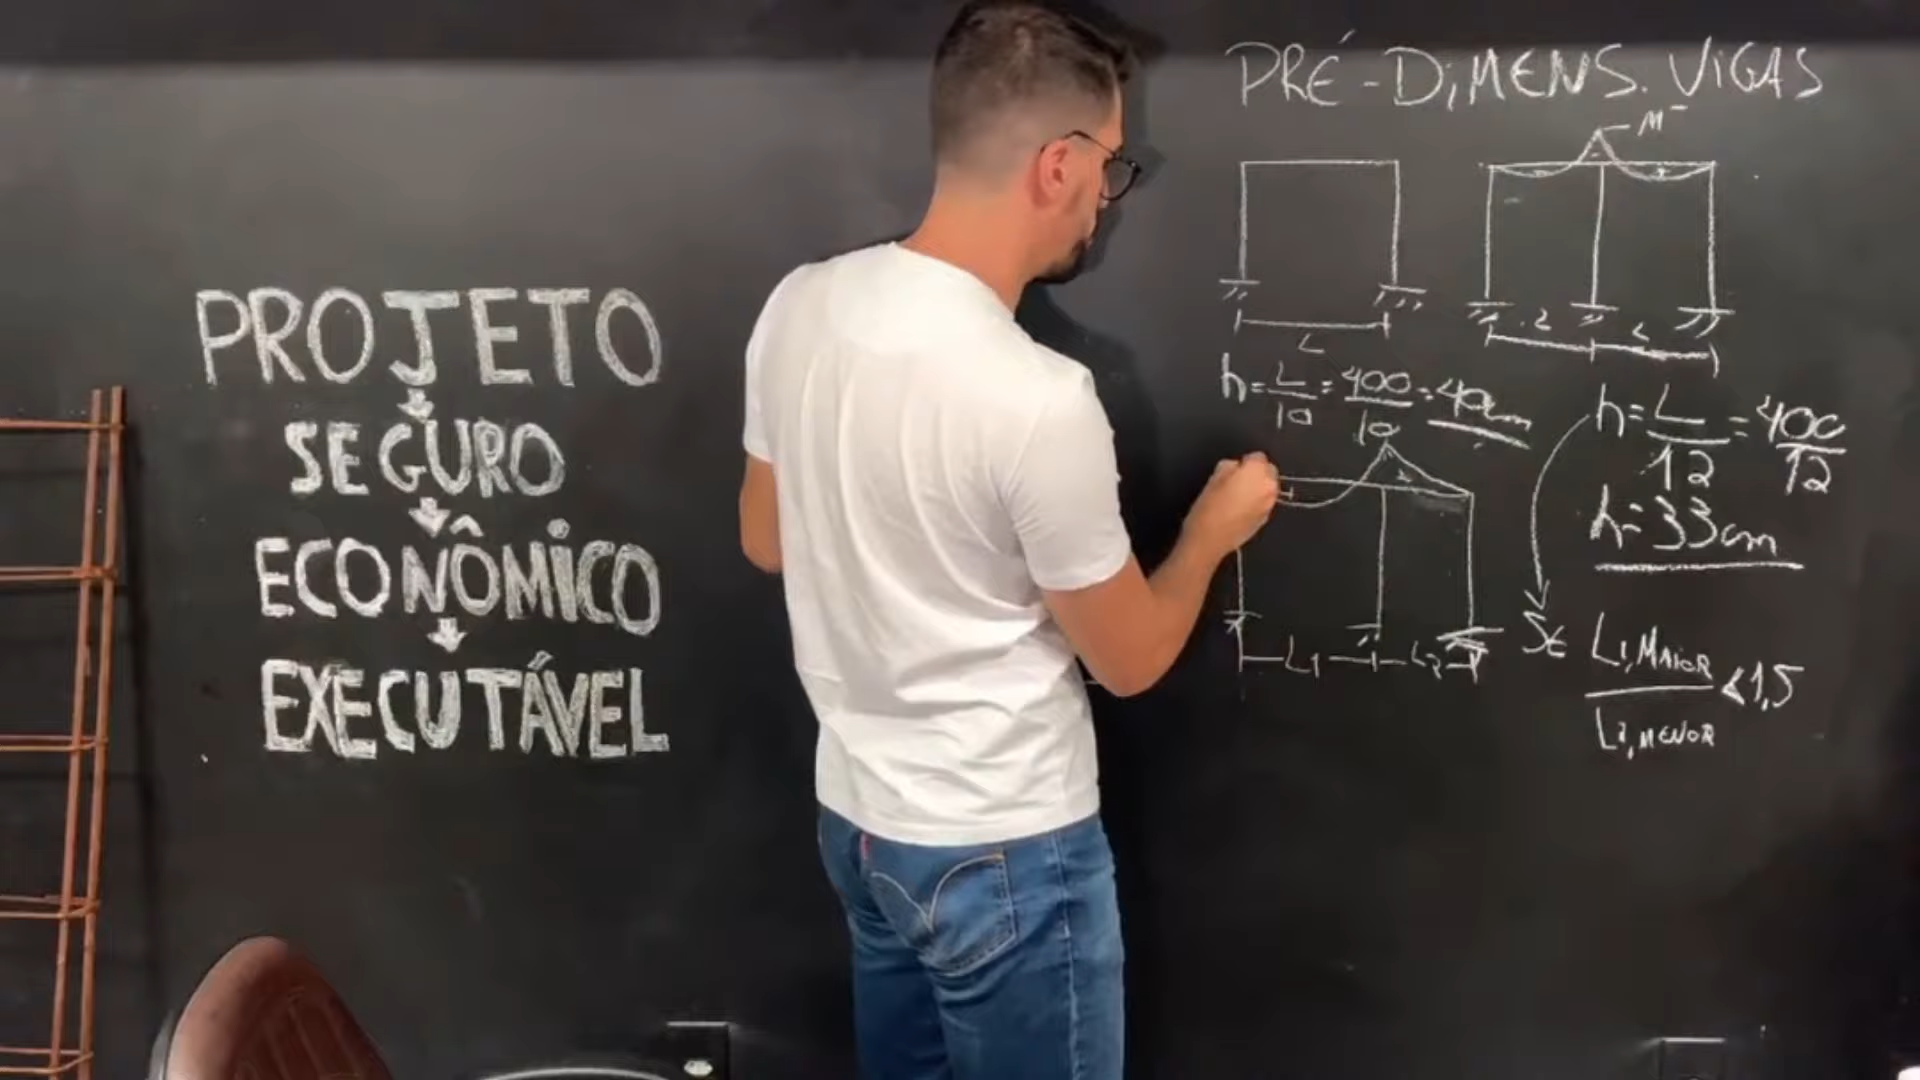 PROJETO
SEGURO
ECONÔMICO
EXECUTÁVEL
PRÉ-DIMENS. VIGAS
M⁻
L
L
h = L/10 = 400/10 = 40cm
h = L/12 = 400/12
h = 33cm
L1
L2
SE L1,MAIOR / L2,MENOR < 1,5